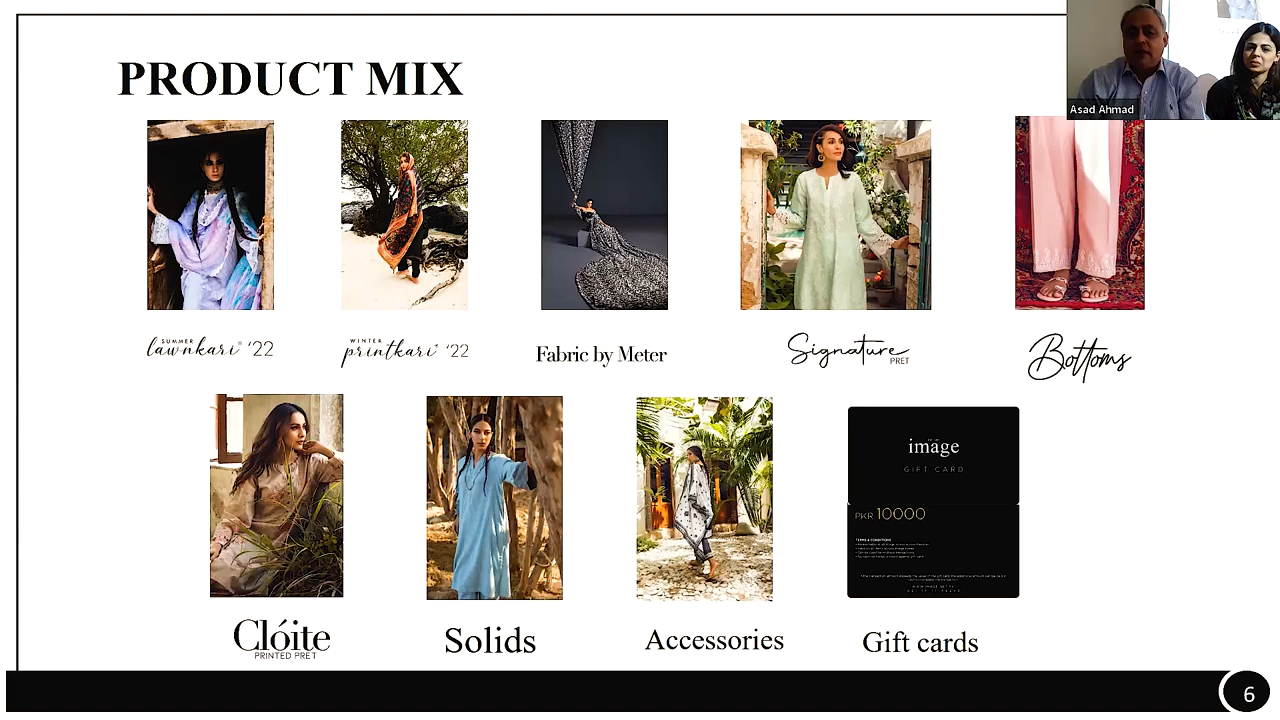 PRODUCT MIX
Asad Ahmad
SUMMER
lawnkari '22
WINTER
printkari '22
Fabric by Meter
Signature
PRET
Bottoms
image
GIFT CARD
PKR 10000
TERMS & CONDITIONS
Clóite
PRINTED PRET
Solids
Accessories
Gift cards
6